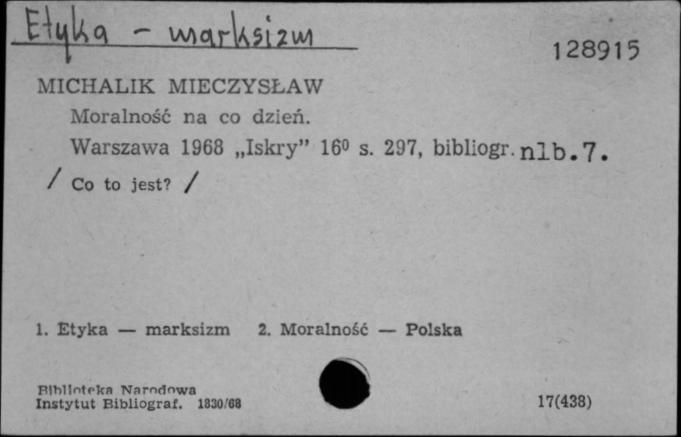 Etyka - marksizm
128915
MICHALIK MIECZYSŁAW
Moralność na co dzień.
Warszawa 1968 „Iskry” 16⁰ s. 297, bibliogr. nlb.7.
/ Co to jest? /
1. Etyka — marksizm 2. Moralność — Polska
Biblioteka Narodowa
Instytut Bibliograf. 1830/68
17(438)